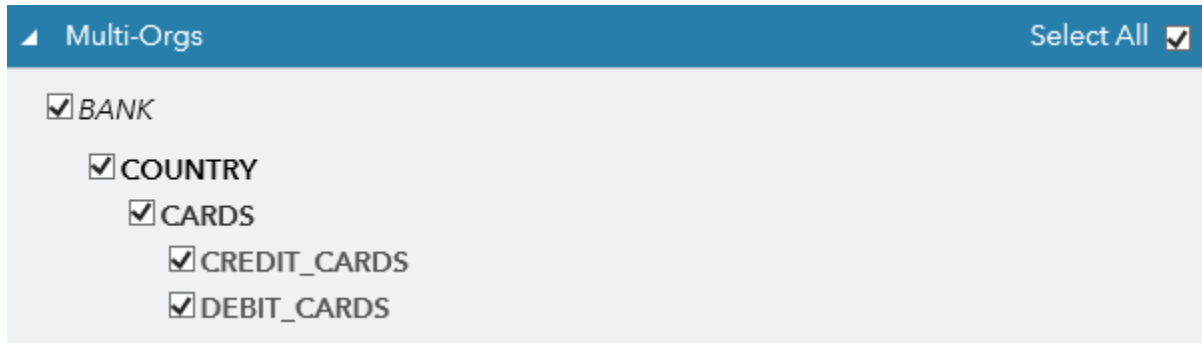 Multi-Orgs Select All
BANK
COUNTRY
CARDS
CREDIT_CARDS
DEBIT_CARDS